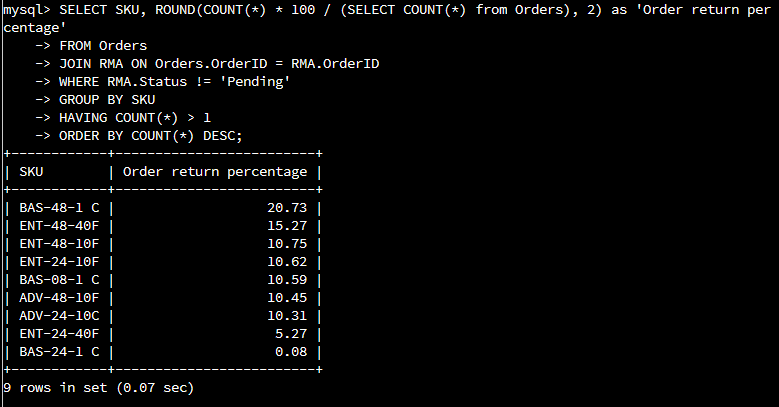 mysql> SELECT SKU, ROUND(COUNT(*) * 100 / (SELECT COUNT(*) from Orders), 2) as 'Order return per
centage'
    -> FROM Orders
    -> JOIN RMA ON Orders.OrderID = RMA.OrderID
    -> WHERE RMA.Status != 'Pending'
    -> GROUP BY SKU
    -> HAVING COUNT(*) > 1
    -> ORDER BY COUNT(*) DESC;
+------------+-------------------------+
| SKU        | Order return percentage |
+------------+-------------------------+
| BAS-48-1 C |                   20.73 |
| ENT-48-40F |                   15.27 |
| ENT-48-10F |                   10.75 |
| ENT-24-10F |                   10.62 |
| BAS-08-1 C |                   10.59 |
| ADV-48-10F |                   10.45 |
| ADV-24-10C |                   10.31 |
| ENT-24-40F |                    5.27 |
| BAS-24-1 C |                    0.08 |
+------------+-------------------------+
9 rows in set (0.07 sec)